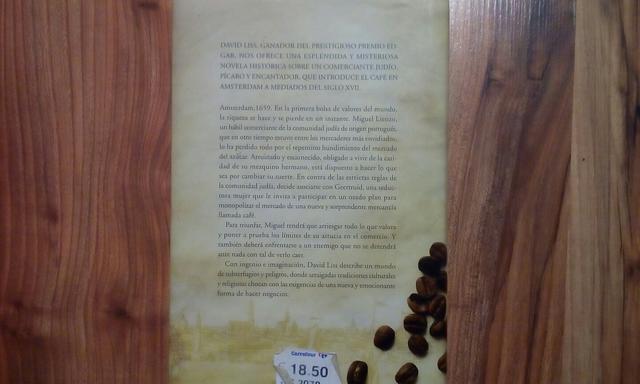 DAVID LISS, GANADOR DEL PRESTIGIOSO PREMIO ED-
GAR, NOS OFRECE UNA ESPLÉNDIDA Y MISTERIOSA
NOVELA HISTÓRICA SOBRE UN COMERCIANTE JUDÍO,
PÍCARO Y ENCANTADOR, QUE INTRODUCE EL CAFÉ EN
AMSTERDAM A MEDIADOS DEL SIGLO XVII.
Amsterdam, 1659. En la primera bolsa de valores del mundo,
la riqueza se hace y se pierde en un instante. Miguel Lienzo,
un hábil comerciante de la comunidad judía de origen portugués,
que en otro tiempo estuvo entre los mercaderes más envidiados,
lo ha perdido todo por el repentino hundimiento del mercado
del azúcar. Arruinado y escarnecido, obligado a vivir de la cari-
dad de su mezquino hermano, está dispuesto a hacer lo que
sea por cambiar su suerte. En contra de las estrictas reglas de
la comunidad judía, decide asociarse con Geertruid, una seduc-
tora mujer que le invita a participar en un osado plan para
monopolizar el mercado de una nueva y sorprendente mercancía
llamada café.
Para triunfar, Miguel tendrá que arriesgar todo lo que valora
y poner a prueba los límites de su astucia en el comercio. Y
también deberá enfrentarse a un enemigo que no se detendrá
ante nada con tal de verlo caer.
Con ingenio e imaginación, David Liss describe un mundo
de subterfugios y peligros, donde arraigadas tradiciones culturales
y religiosas chocan con las exigencias de una nueva y emocionante
forma de hacer negocios.
Carrefour
18.50